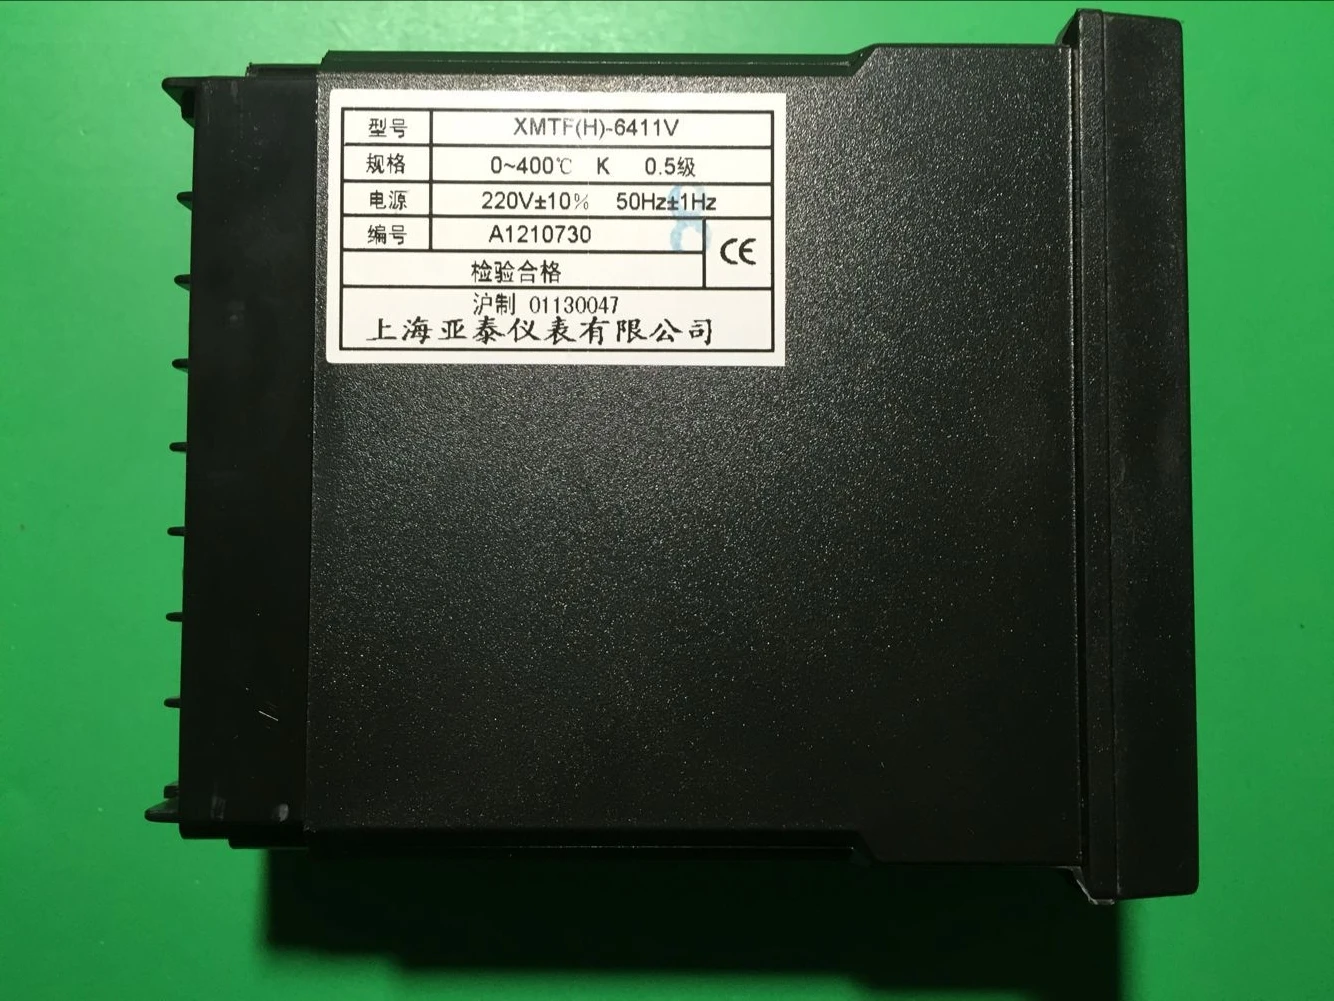 型号 XMTF(H)-6411V
规格 0~400℃ K 0.5级
电源 220V±10% 50Hz±1Hz
编号 A1210730
CE
检验合格
沪制 01130047
上海亚泰仪表有限公司